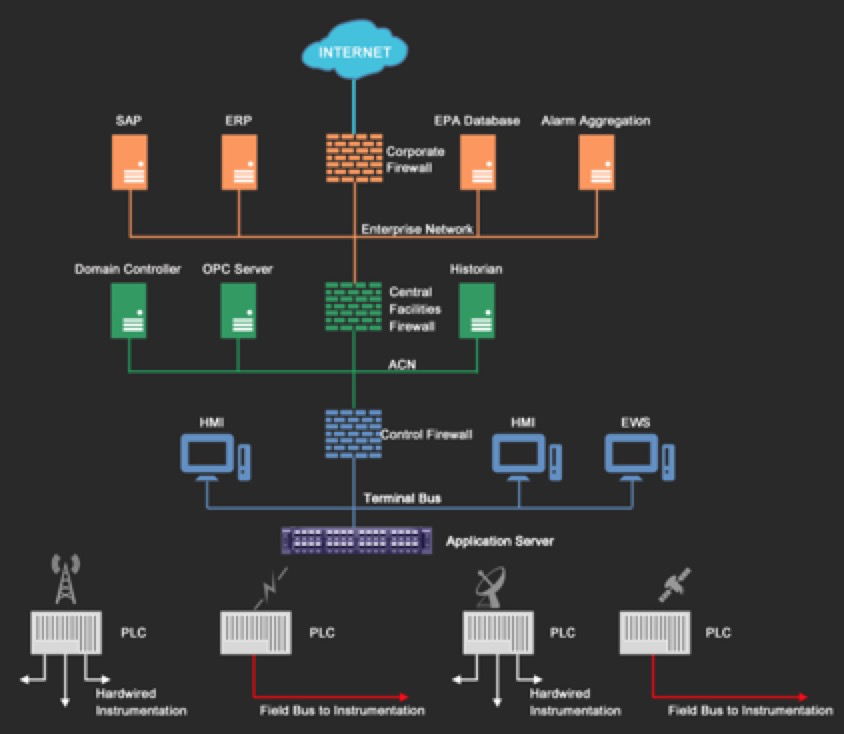 INTERNET
SAP
ERP
EPA Database
Alarm Aggregation
Corporate
Firewall
Enterprise Network
Domain Controller
OPC Server
Historian
Central
Facilities
Firewall
ACN
HMI
Control Firewall
HMI
EWS
Terminal Bus
Application Server
PLC
PLC
PLC
PLC
Hardwired
Instrumentation
Field Bus to Instrumentation
Hardwired
Instrumentation
Field Bus to Instrumentation